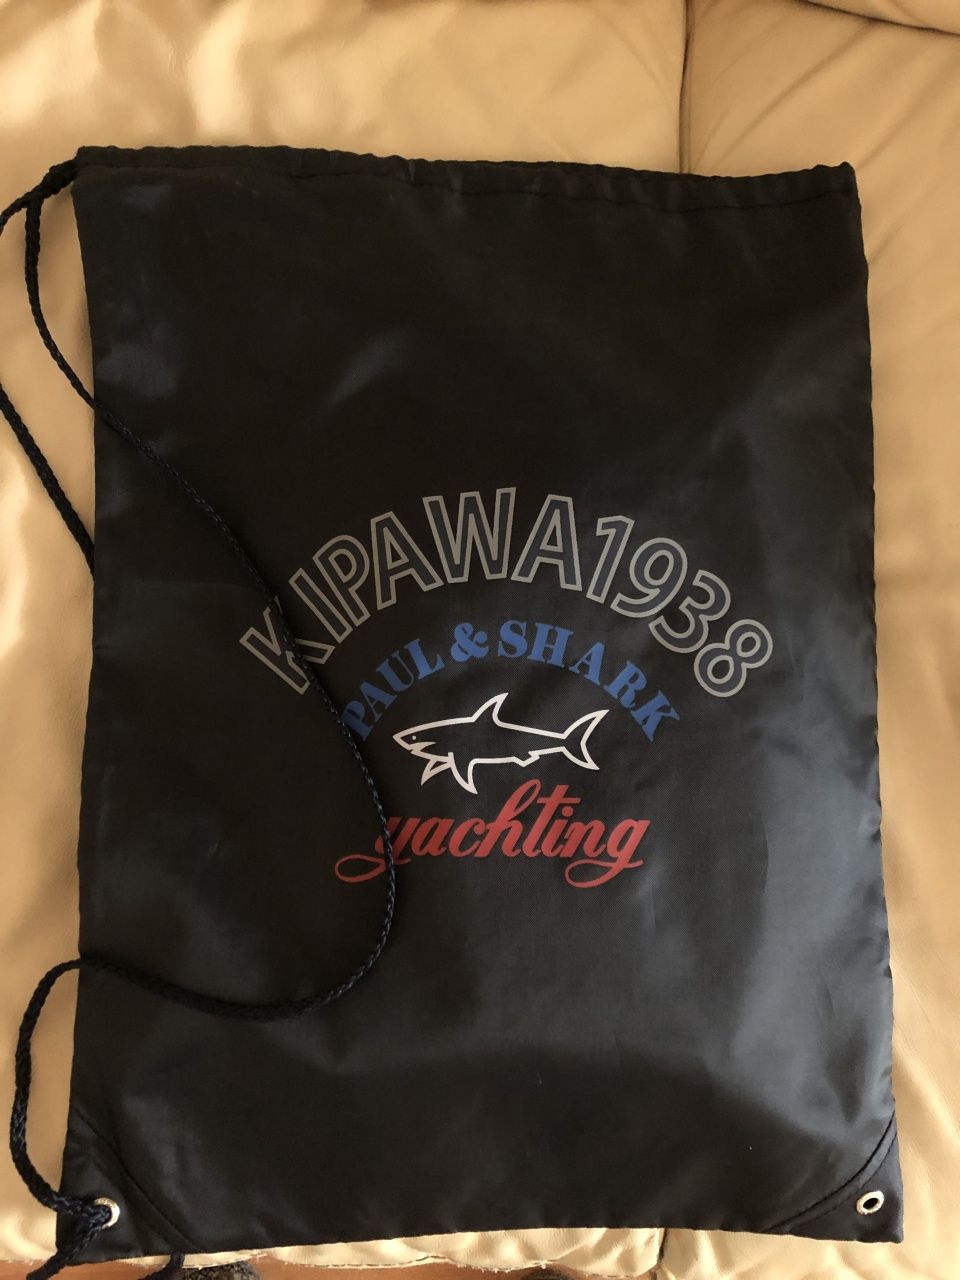 KIPAWA1938
PAUL & SHARK
yachting